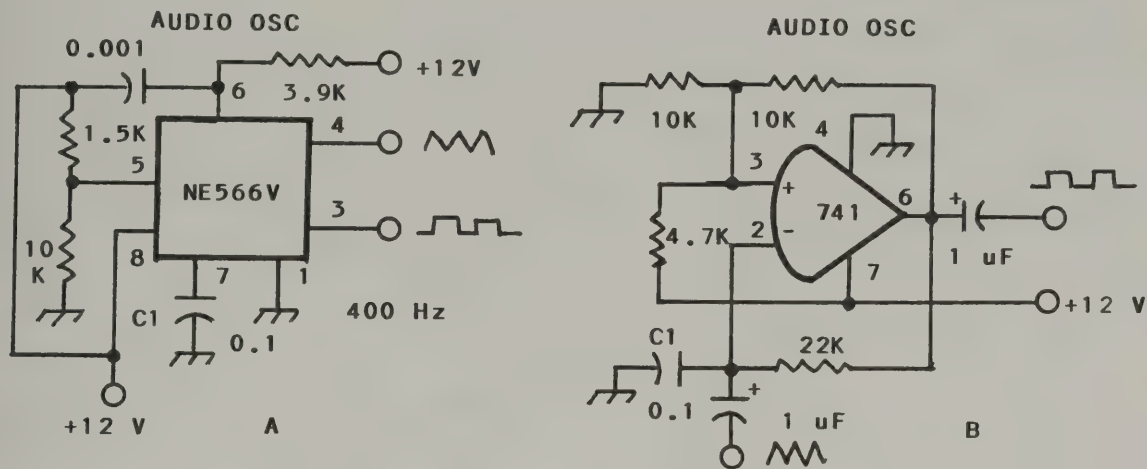 AUDIO OSC
0.001
6
3.9K
+12V
1.5K
4
5
NE566V
3
10
K
8
7
1
C1
0.1
400 Hz
+12 V
A
AUDIO OSC
10K
10K
4
3
+
741
6
+
2
-
4.7K
7
1 uF
+12 V
C1
22K
0.1
+
1 uF
B